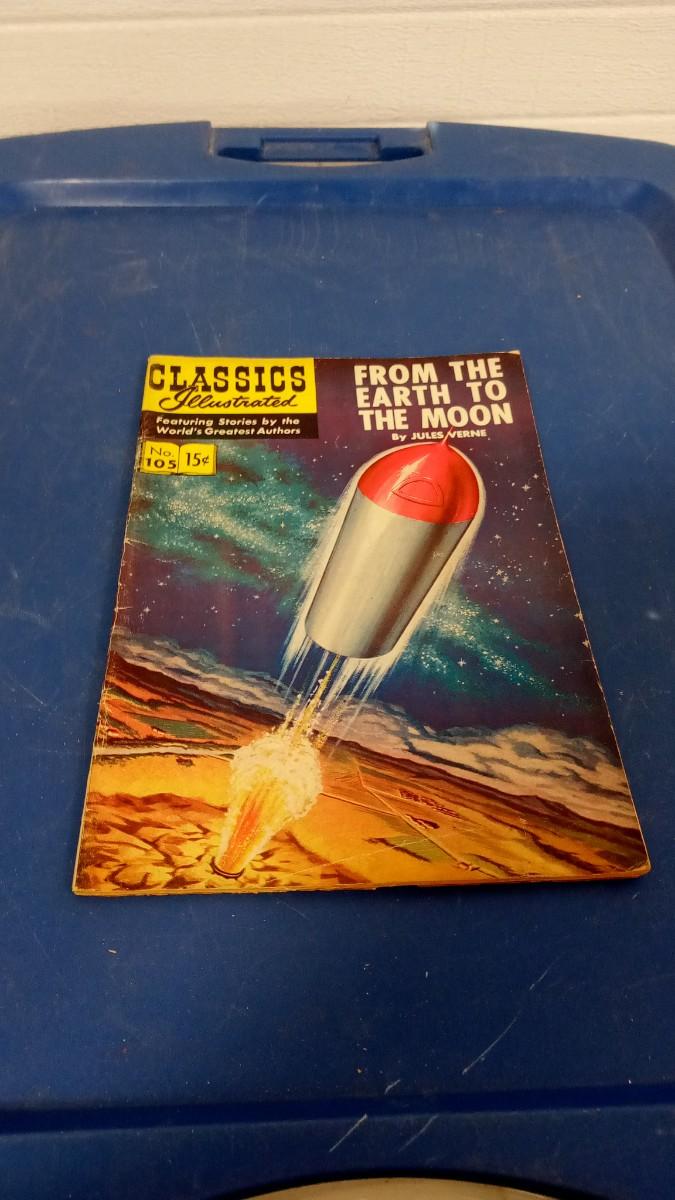 CLASSICS
Illustrated
Featuring Stories by the
World's Greatest Authors
No.
105
15¢
FROM THE
EARTH TO
THE MOON
By JULES VERNE